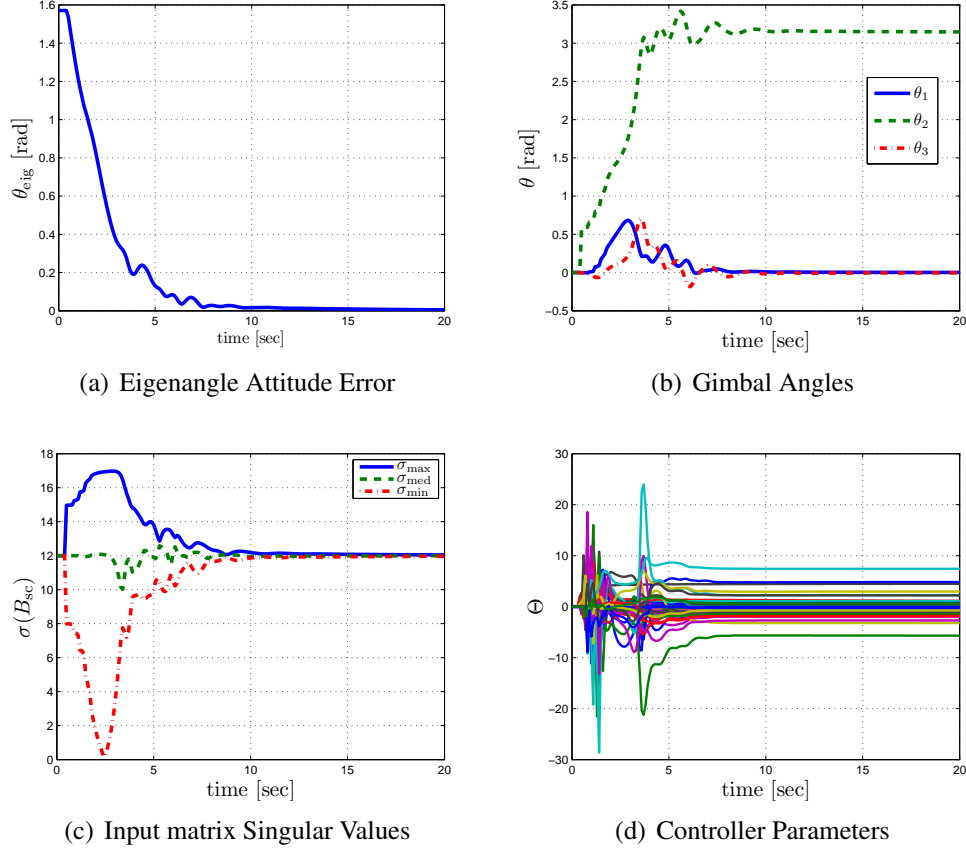 1.6
1.4
1.2
1
0.8
0.6
0.4
0.2
0
θeig [rad]
0 5 10 15 20
time [sec]
(a) Eigenangle Attitude Error
3.5
3
2.5
2
1.5
1
0.5
0
−0.5
θ [rad]
θ1
θ2
θ3
0 5 10 15 20
time [sec]
(b) Gimbal Angles
18
16
14
12
10
8
6
4
2
0
σ(Bsc)
σmax
σmed
σmin
0 5 10 15 20
time [sec]
(c) Input matrix Singular Values
30
20
10
0
−10
−20
−30
Θ
0 5 10 15 20
time [sec]
(d) Controller Parameters